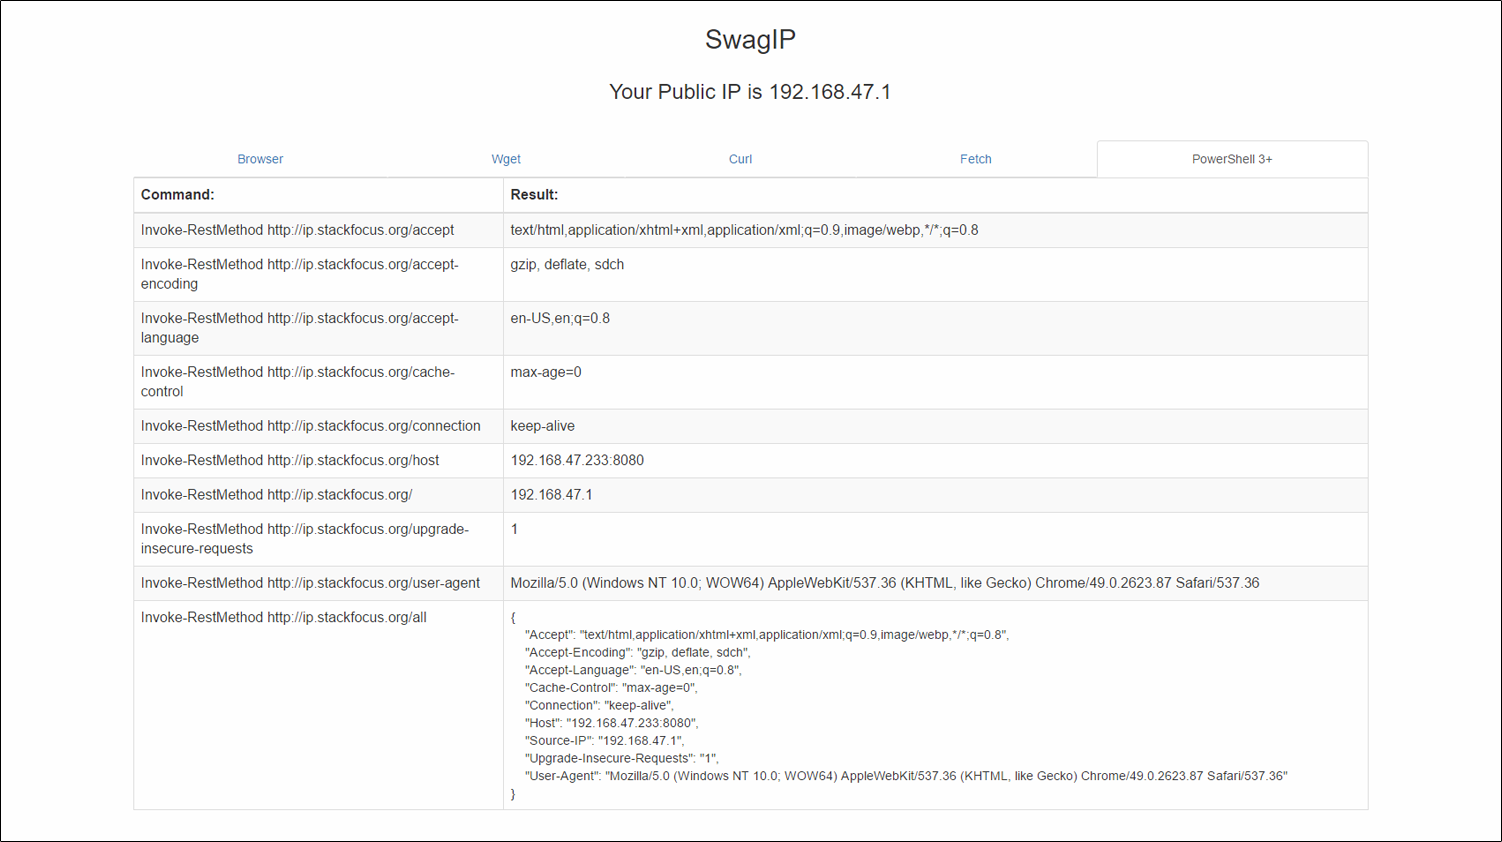 SwagIP
Your Public IP is 192.168.47.1
Browser
Wget
Curl
Fetch
PowerShell 3+
Command:
Result:
Invoke-RestMethod http://ip.stackfocus.org/accept
text/html,application/xhtml+xml,application/xml;q=0.9,image/webp,*/*;q=0.8
Invoke-RestMethod http://ip.stackfocus.org/accept-
encoding
gzip, deflate, sdch
Invoke-RestMethod http://ip.stackfocus.org/accept-
language
en-US,en;q=0.8
Invoke-RestMethod http://ip.stackfocus.org/cache-
control
max-age=0
Invoke-RestMethod http://ip.stackfocus.org/connection
keep-alive
Invoke-RestMethod http://ip.stackfocus.org/host
192.168.47.233:8080
Invoke-RestMethod http://ip.stackfocus.org/
192.168.47.1
Invoke-RestMethod http://ip.stackfocus.org/upgrade-
insecure-requests
1
Invoke-RestMethod http://ip.stackfocus.org/user-agent
Mozilla/5.0 (Windows NT 10.0; WOW64) AppleWebKit/537.36 (KHTML, like Gecko) Chrome/49.0.2623.87 Safari/537.36
Invoke-RestMethod http://ip.stackfocus.org/all
{
"Accept": "text/html,application/xhtml+xml,application/xml;q=0.9,image/webp,*/*;q=0.8",
"Accept-Encoding": "gzip, deflate, sdch",
"Accept-Language": "en-US,en;q=0.8",
"Cache-Control": "max-age=0",
"Connection": "keep-alive",
"Host": "192.168.47.233:8080",
"Source-IP": "192.168.47.1",
"Upgrade-Insecure-Requests": "1",
"User-Agent": "Mozilla/5.0 (Windows NT 10.0; WOW64) AppleWebKit/537.36 (KHTML, like Gecko) Chrome/49.0.2623.87 Safari/537.36"
}